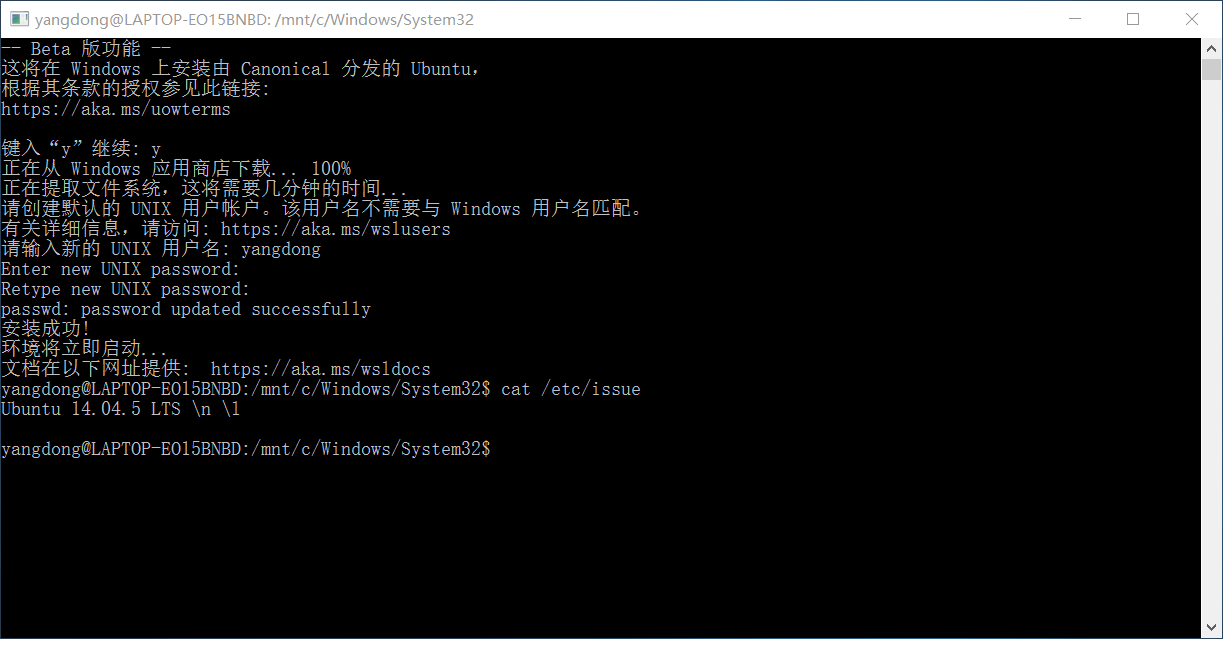 yangdong@LAPTOP-EO15BNBD: /mnt/c/Windows/System32
-- Beta 版功能 --
这将在 Windows 上安装由 Canonical 分发的 Ubuntu，
根据其条款的授权参见此链接:
https://aka.ms/uowterms
键入“y”继续: y
正在从 Windows 应用商店下载... 100%
正在提取文件系统，这将需要几分钟的时间...
请创建默认的 UNIX 用户帐户。该用户名不需要与 Windows 用户名匹配。
有关详细信息，请访问: https://aka.ms/wslusers
请输入新的 UNIX 用户名: yangdong
Enter new UNIX password:
Retype new UNIX password:
passwd: password updated successfully
安装成功!
环境将立即启动...
文档在以下网址提供:  https://aka.ms/wsldocs
yangdong@LAPTOP-EO15BNBD:/mnt/c/Windows/System32$ cat /etc/issue
Ubuntu 14.04.5 LTS \n \l
yangdong@LAPTOP-EO15BNBD:/mnt/c/Windows/System32$